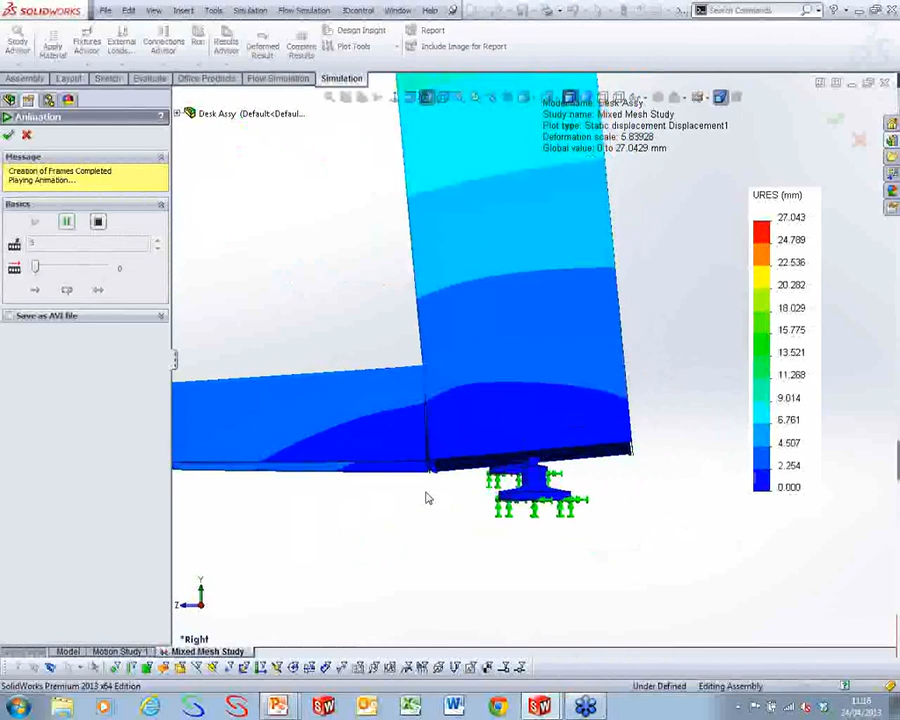 SOLIDWORKS File Edit View Insert Tools Simulation Flow Simulation 3Dcontrol Window Help Search Commands
Study Advisor Apply Material Fixtures Advisor External Loads... Connections Advisor Run Results Advisor Deformed Result Compare Results Design Insight Plot Tools Report Include Image for Report
Assembly Layout Sketch Evaluate Office Products Flow Simulation Simulation
Animation
Message
Creation of Frames Completed
Playing Animation...
Basics
5
0
Save as AVI file
Desk Assy (Default<Defaul...
Model name: Desk Assy
Study name: Mixed Mesh Study
Plot type: Static displacement Displacement1
Deformation scale: 5.83928
Global value: 0 to 27.0429 mm
URES (mm)
27.043
24.789
22.536
20.282
18.029
15.775
13.521
11.268
9.014
6.761
4.507
2.254
0.000
Y
Z
*Right
Model Motion Study 1 Mixed Mesh Study
SolidWorks Premium 2013 x64 Edition Under Defined Editing Assembly
11:16
24/04/2013